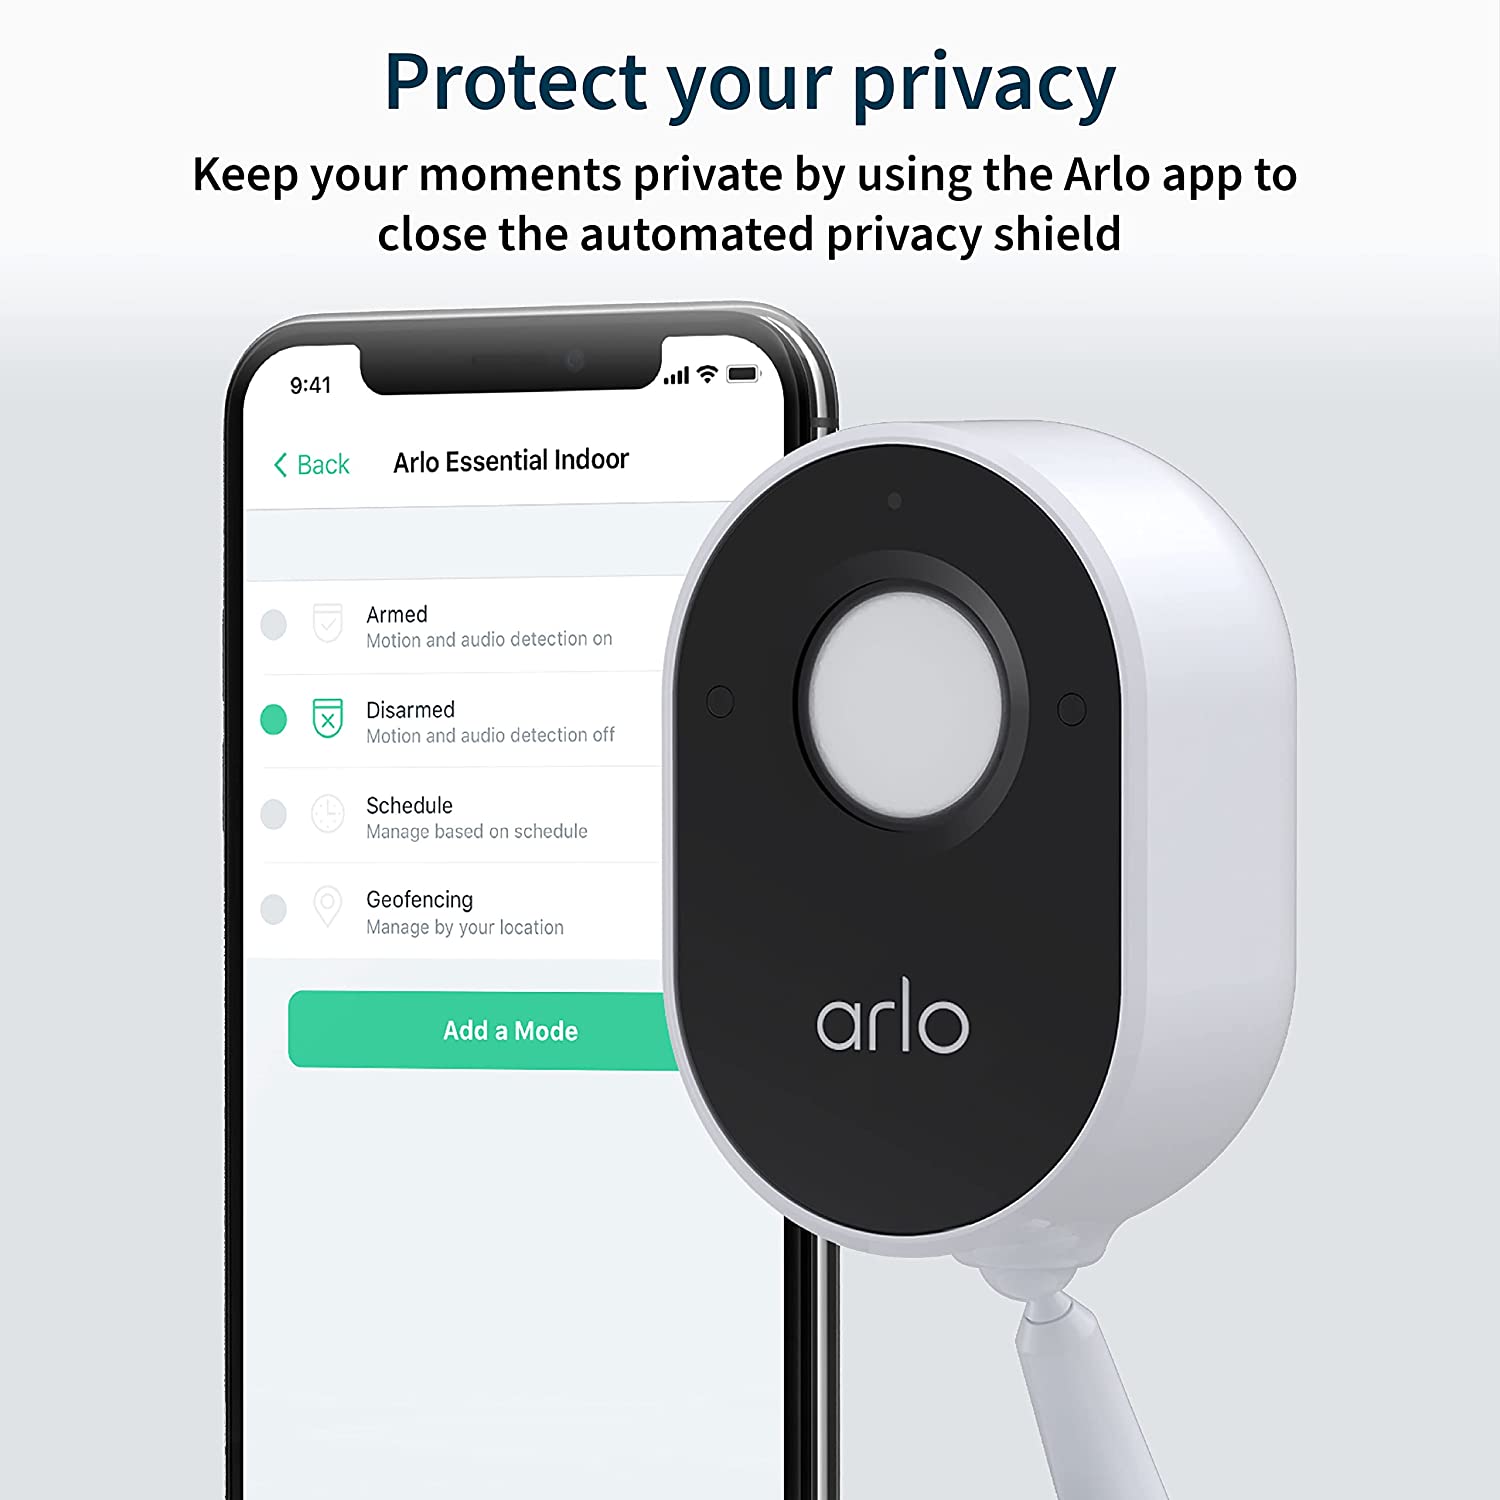 Protect your privacy
Keep your moments private by using the Arlo app to
close the automated privacy shield
9:41
Back
Arlo Essential Indoor
Armed
Motion and audio detection on
Disarmed
Motion and audio detection off
Schedule
Manage based on schedule
Geofencing
Manage by your location
Add a Mode
arlo